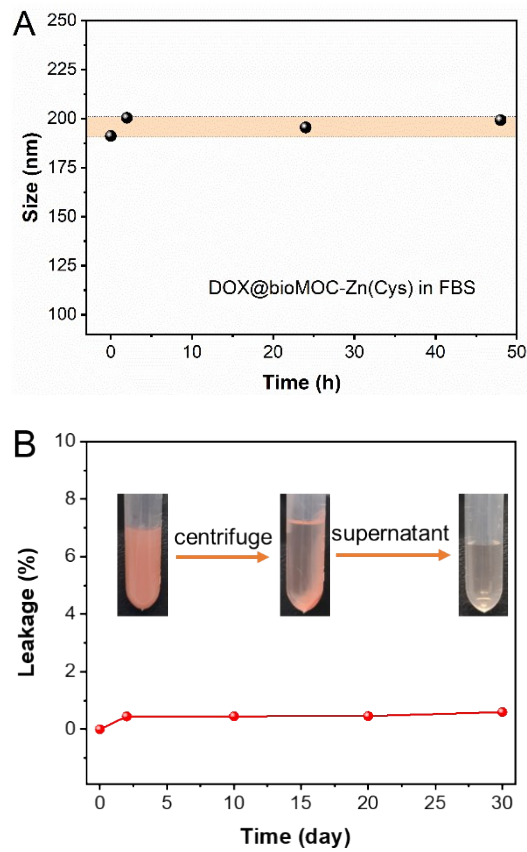 A
250
225
200
175
150
125
100
Size (nm)
DOX@bioMOC-Zn(Cys) in FBS
0
10
20
30
40
50
Time (h)
B
10
8
6
4
2
0
Leakage (%)
centrifuge
supernatant
0
5
10
15
20
25
30
Time (day)